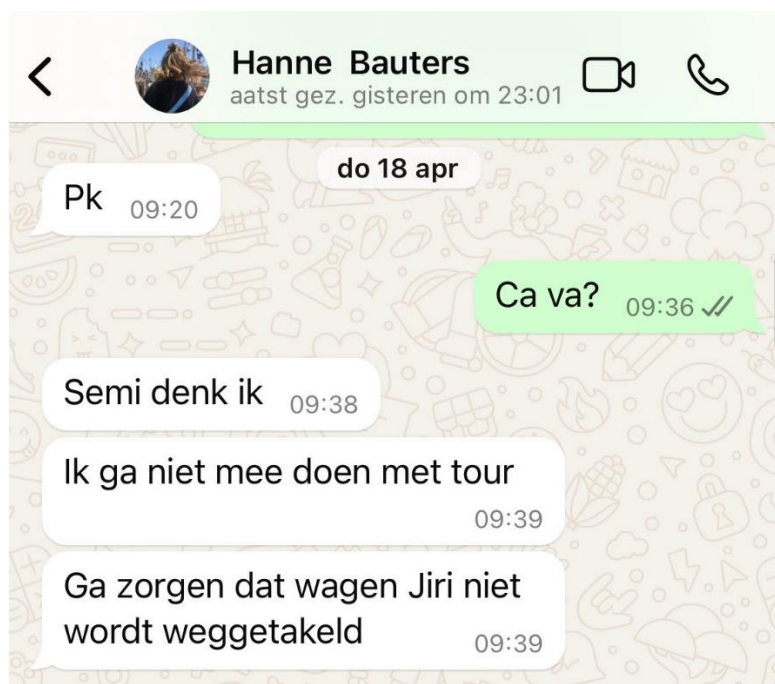 Hanne Bauters
aatst gez. gisteren om 23:01
do 18 apr
Pk 09:20
Ca va? 09:36
Semi denk ik 09:38
Ik ga niet mee doen met tour
09:39
Ga zorgen dat wagen Jiri niet
wordt weggetakeld 09:39